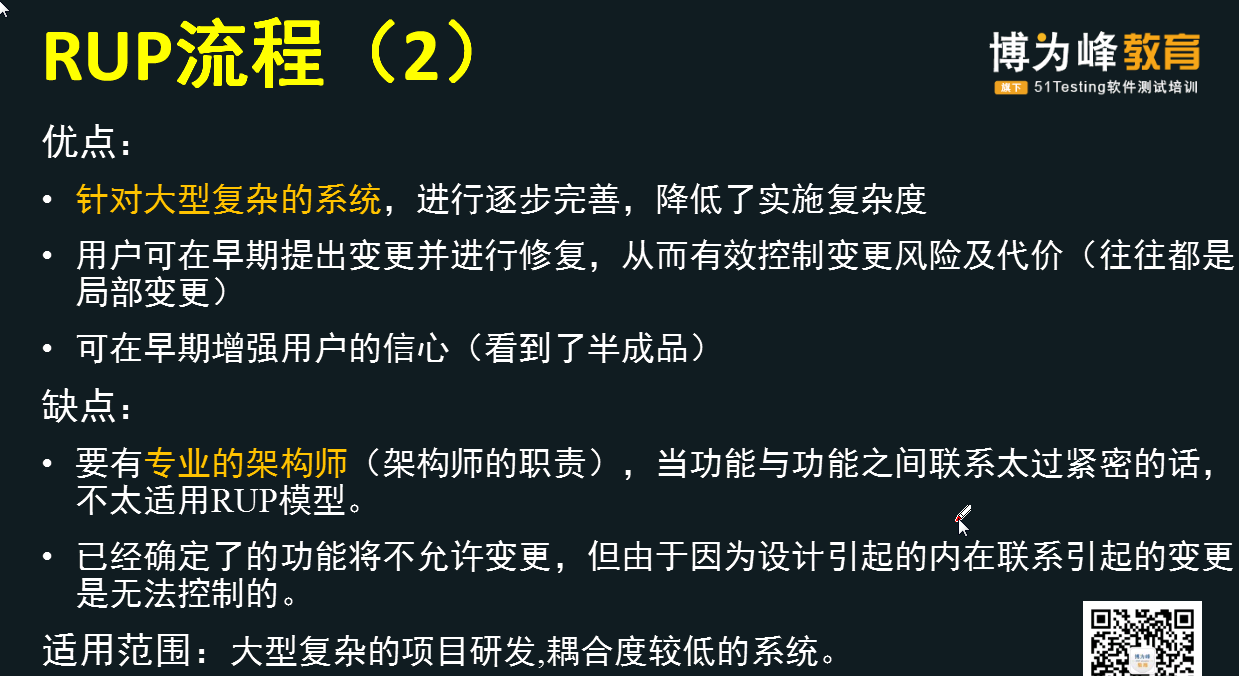 RUP流程（2）
博为峰教育
旗下 51Testing软件测试培训
优点：
• 针对大型复杂的系统，进行逐步完善，降低了实施复杂度
• 用户可在早期提出变更并进行修复，从而有效控制变更风险及代价（往往都是
局部变更）
• 可在早期增强用户的信心（看到了半成品）
缺点：
• 要有专业的架构师（架构师的职责），当功能与功能之间联系太过紧密的话，
不太适用RUP模型。
• 已经确定了的功能将不允许变更，但由于因为设计引起的内在联系引起的变更
是无法控制的。
适用范围：大型复杂的项目研发,耦合度较低的系统。